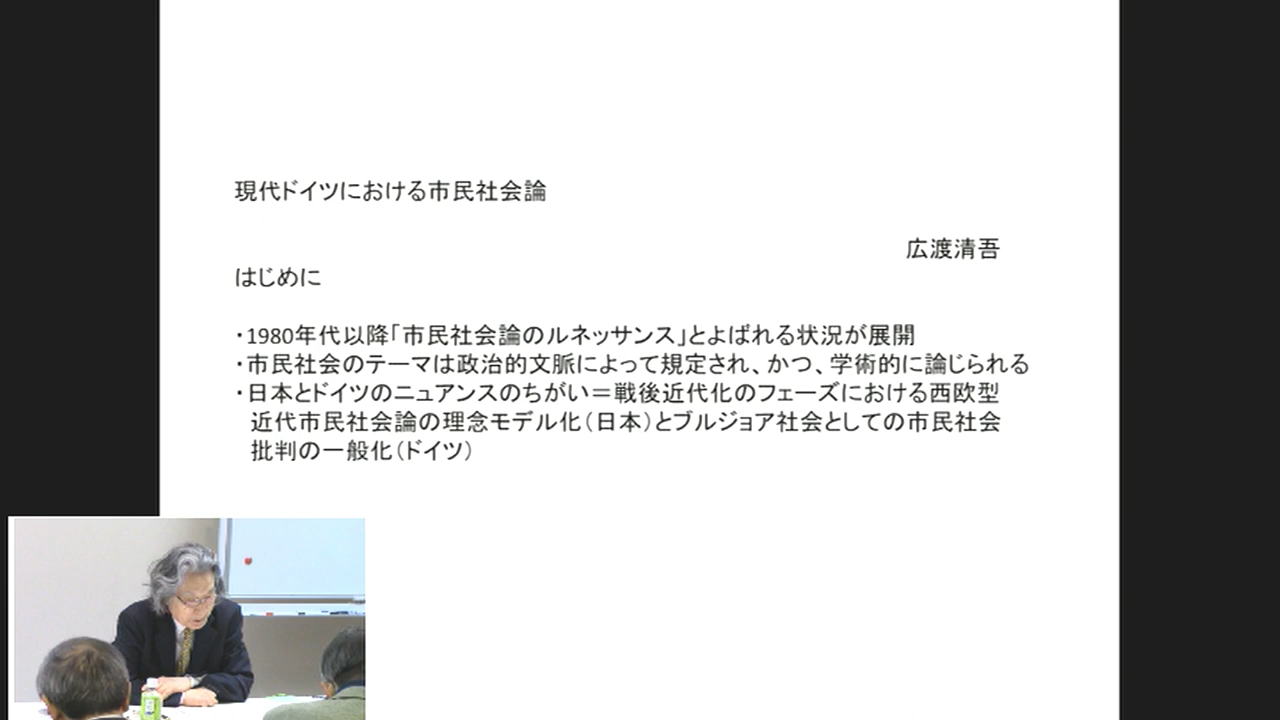 現代ドイツにおける市民社会論
広渡清吾
はじめに
・1980年代以降「市民社会論のルネッサンス」とよばれる状況が展開
・市民社会のテーマは政治的文脈によって規定され、かつ、学術的に論じられる
・日本とドイツのニュアンスのちがい＝戦後近代化のフェーズにおける西欧型
近代市民社会論の理念モデル化（日本）とブルジョア社会としての市民社会
批判の一般化（ドイツ）